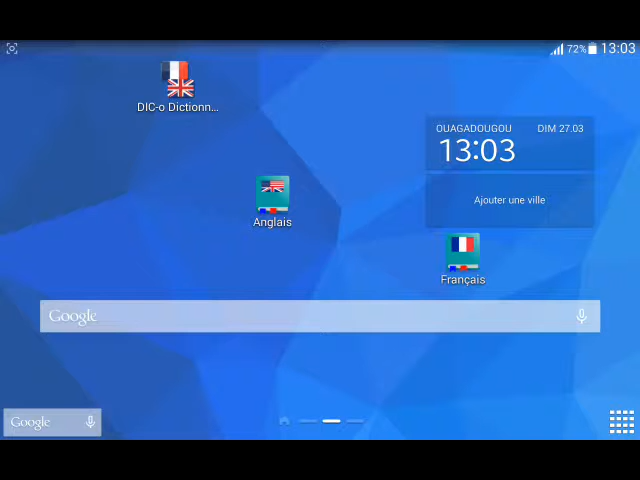 72% 13:03
DIC-o Dictionn...
OUAGADOUGOU DIM 27.03
13:03
Ajouter une ville
Anglais
Français
Google
Google